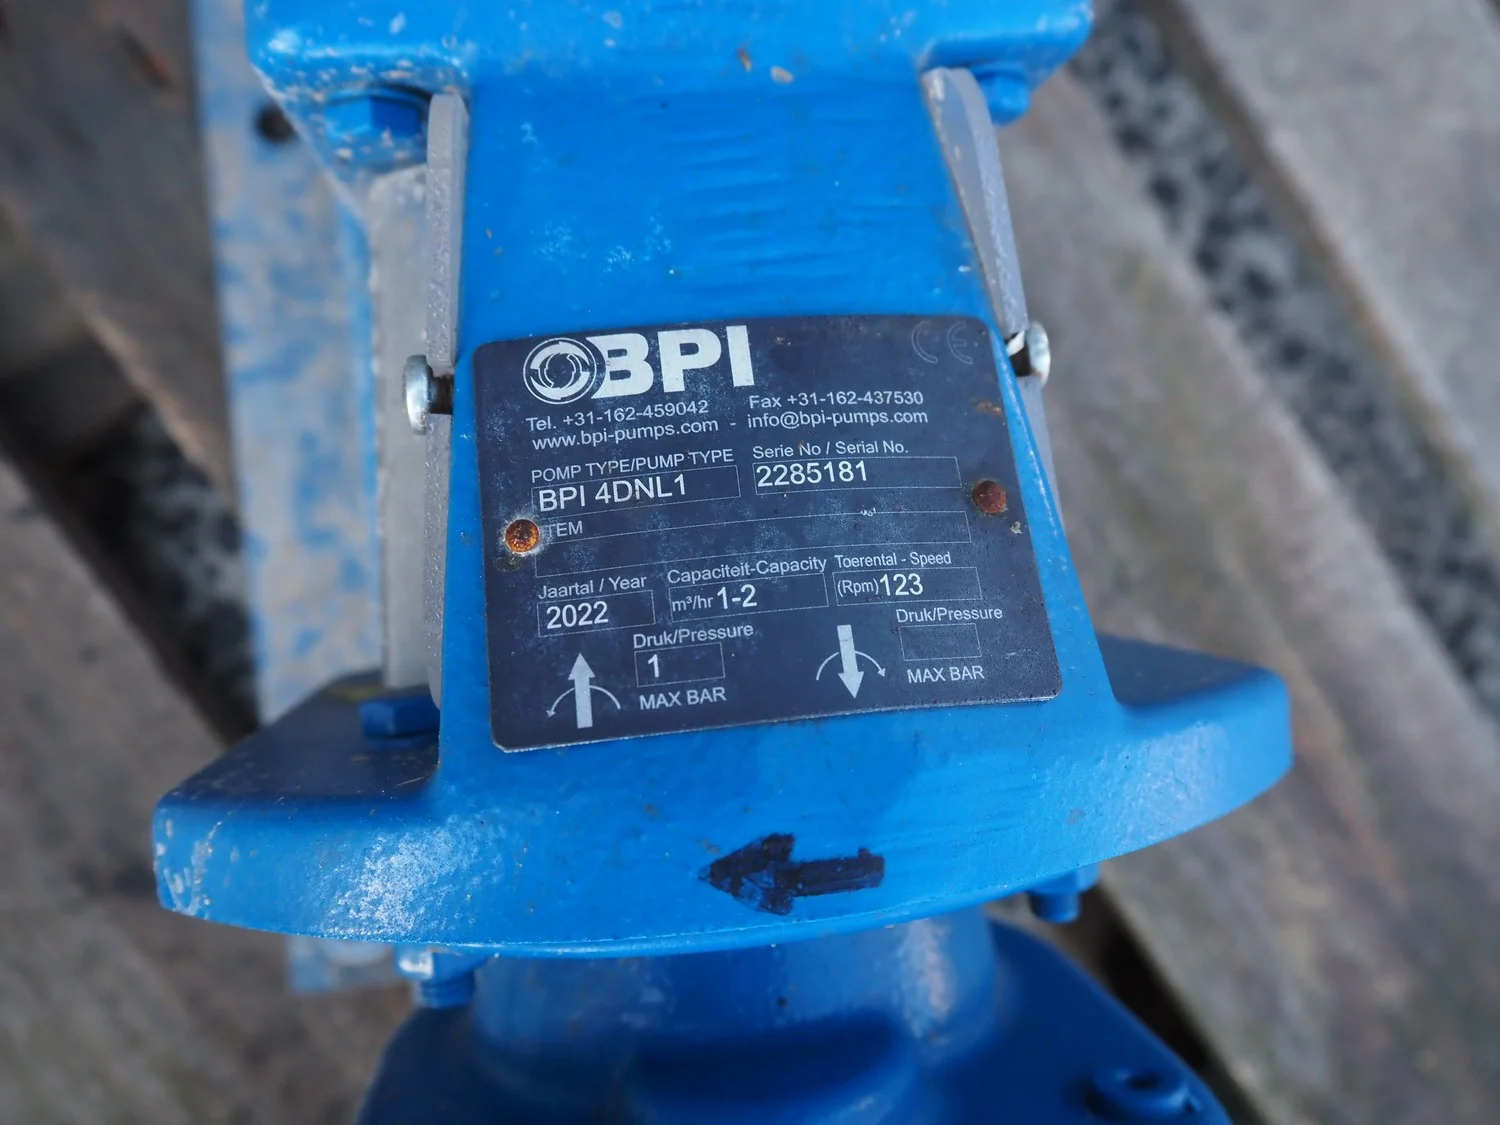 BPI
CE
Tel. +31-162-459042 Fax +31-162-437530
www.bpi-pumps.com - info@bpi-pumps.com
POMP TYPE/PUMP TYPE Serie No / Serial No.
BPI 4DNL1 2285181
ITEM
Jaartal / Year Capaciteit-Capacity Toerental - Speed
2022 m³/hr 1-2 (Rpm) 123
Druk/Pressure Druk/Pressure
1
MAX BAR MAX BAR